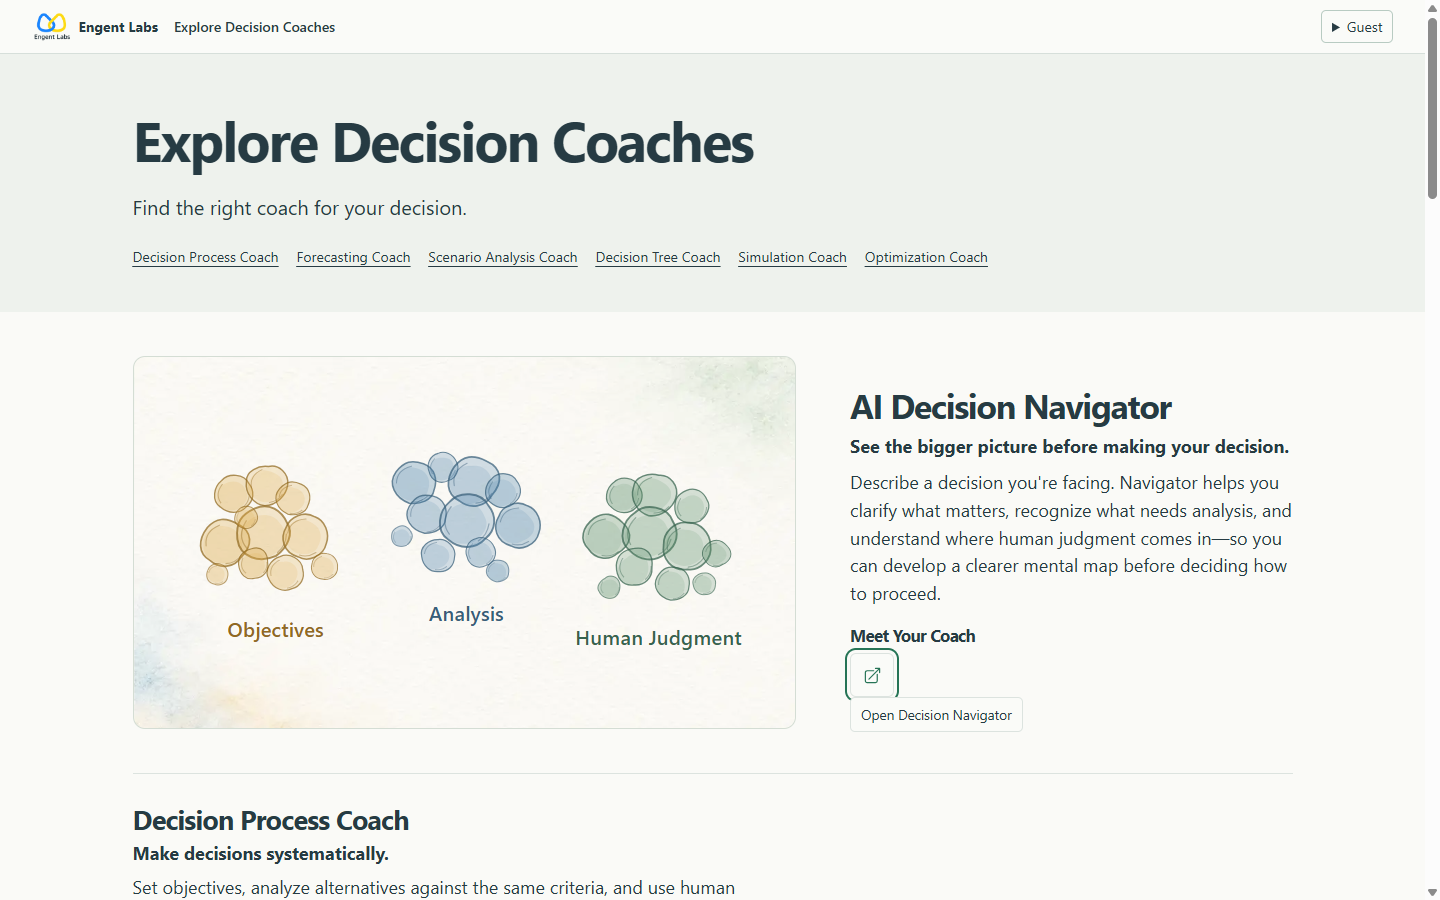 Engent Labs
Engent Labs
Explore Decision Coaches
Guest
Explore Decision Coaches
Find the right coach for your decision.
Decision Process Coach
Forecasting Coach
Scenario Analysis Coach
Decision Tree Coach
Simulation Coach
Optimization Coach
Objectives
Analysis
Human Judgment
AI Decision Navigator
See the bigger picture before making your decision.
Describe a decision you're facing. Navigator helps you
clarify what matters, recognize what needs analysis, and
understand where human judgment comes in—so you
can develop a clearer mental map before deciding how
to proceed.
Meet Your Coach
Open Decision Navigator
Decision Process Coach
Make decisions systematically.
Set objectives, analyze alternatives against the same criteria, and use human